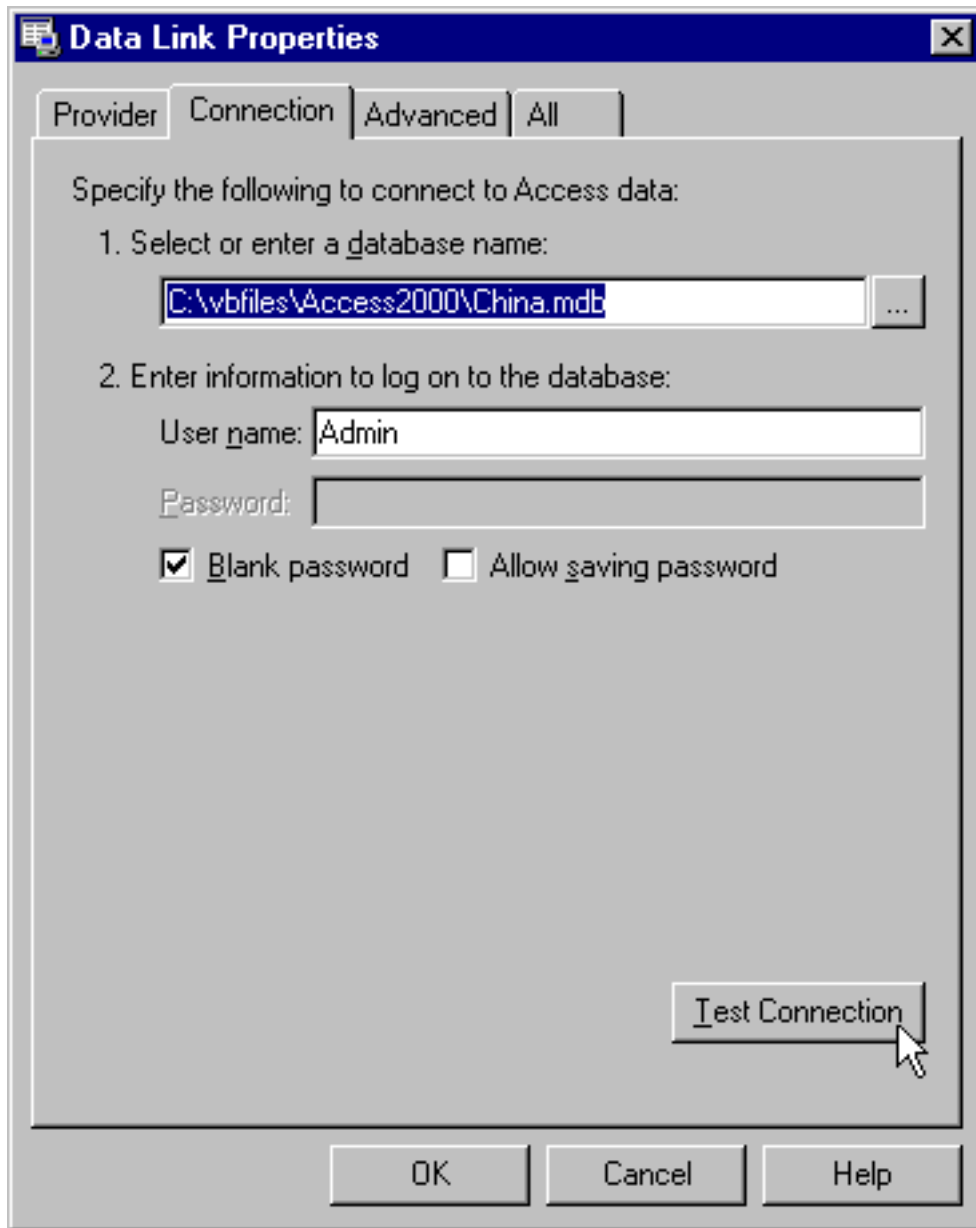 Data Link Properties
Provider Connection Advanced All
Specify the following to connect to Access data:
1. Select or enter a database name:
C:\vbfiles\Access2000\China.mdb ...
2. Enter information to log on to the database:
User name: Admin
Password:
Blank password Allow saving password
Test Connection
OK Cancel Help